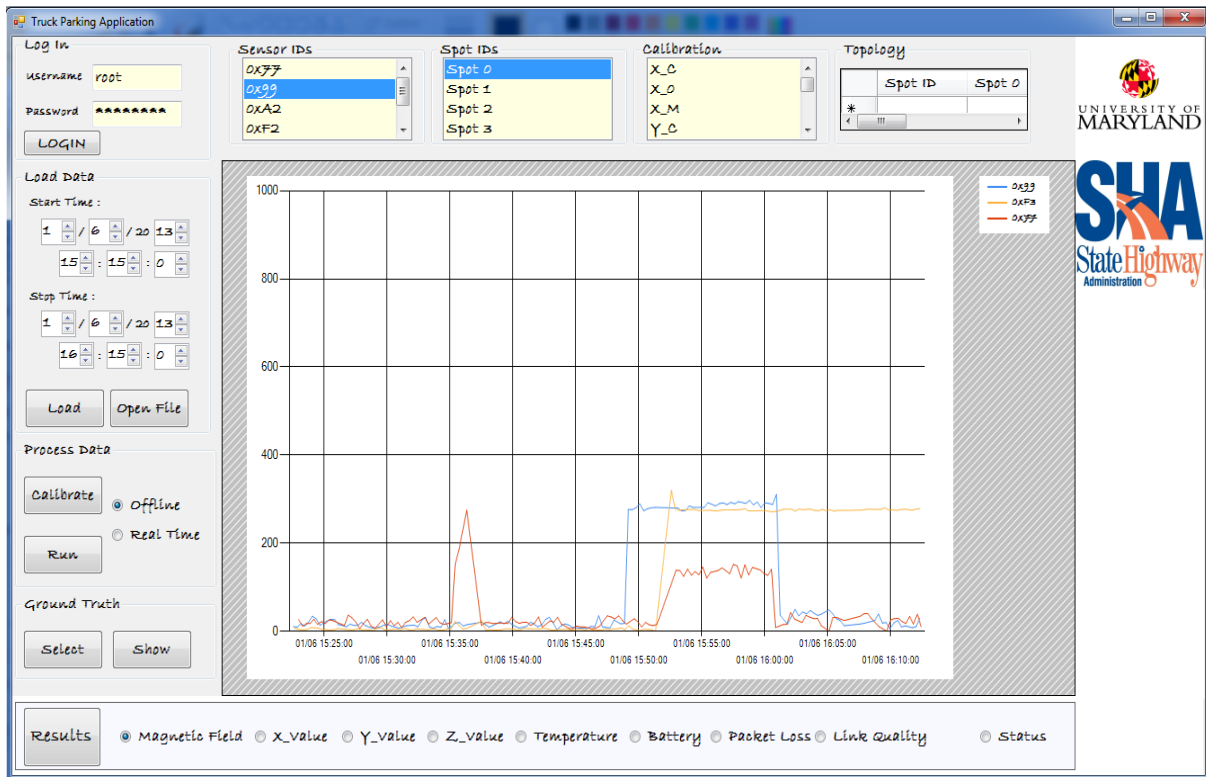 Truck Parking Application
Log In
Username root
Password ********
LOGIN
Sensor IDs
0x77
0x99
0xA2
0xF2
Spot IDs
Spot 0
Spot 1
Spot 2
Spot 3
Calibration
X_C
X_0
X_M
Y_C
Topology
Spot ID Spot 0
*
UNIVERSITY OF
MARYLAND
SHA
State Highway
Administration
Load Data
Start Time :
1 / 6 / 20 13
15 : 15 : 0
Stop Time :
1 / 6 / 20 13
16 : 15 : 0
Load Open File
Process Data
Calibrate
Offline
Real Time
Run
Ground Truth
Select Show
1000
800
600
400
200
0
01/06 15:25:00 01/06 15:35:00 01/06 15:45:00 01/06 15:55:00 01/06 16:05:00
01/06 15:30:00 01/06 15:40:00 01/06 15:50:00 01/06 16:00:00 01/06 16:10:00
0x99
0xF3
0x77
Results Magnetic Field X_Value Y_Value Z_Value Temperature Battery Packet Loss Link Quality Status